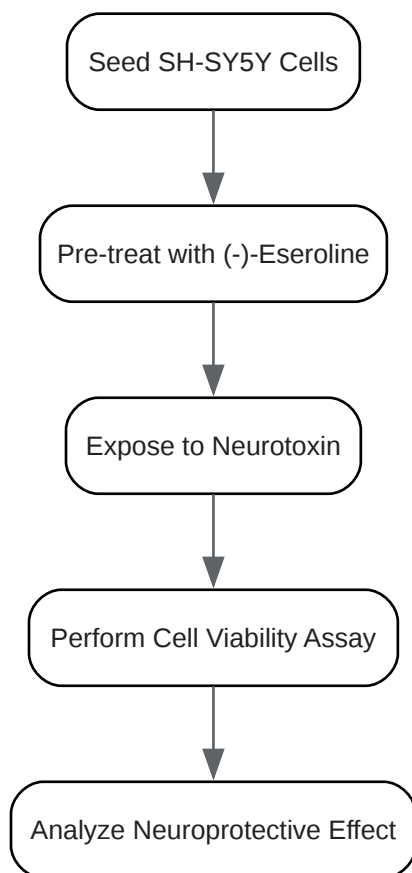 Seed SH-SY5Y Cells
Pre-treat with (-)-Eseroline
Expose to Neurotoxin
Perform Cell Viability Assay
Analyze Neuroprotective Effect